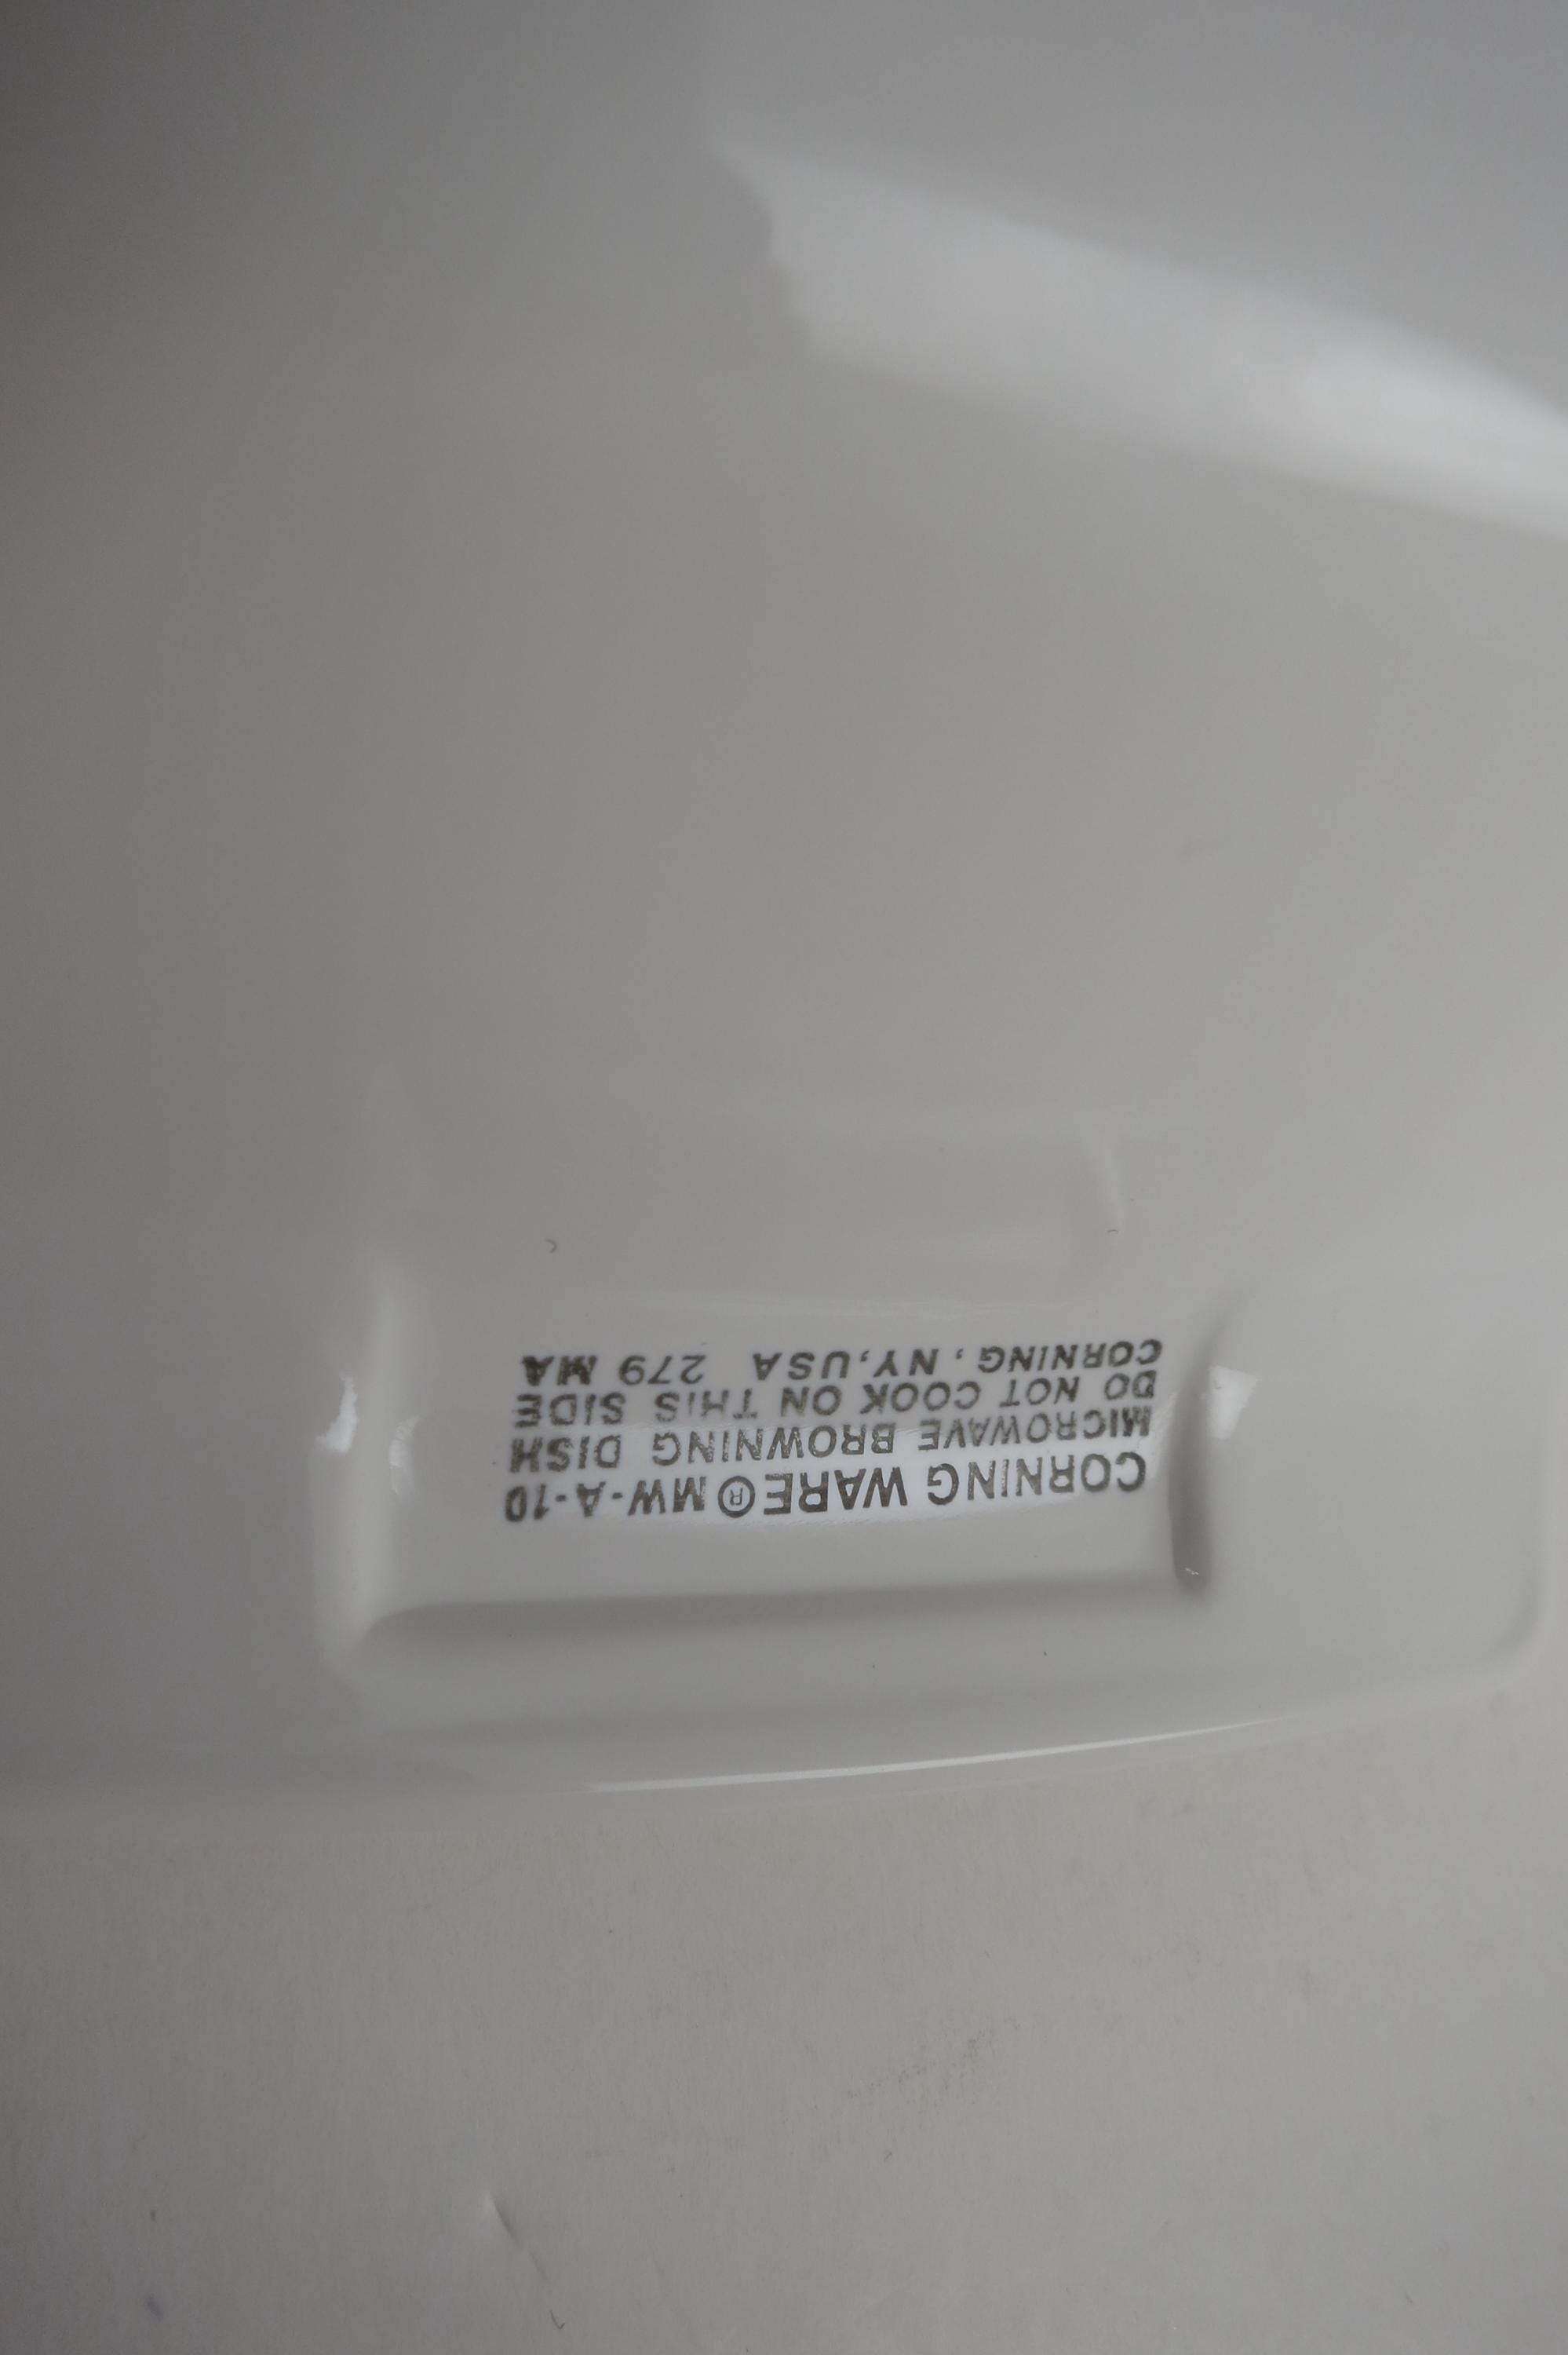 CORNING WARE® MW-A-10
MICROWAVE BROWNING DISH
DO NOT COOK ON THIS SIDE
CORNING, NY, USA 279 MA